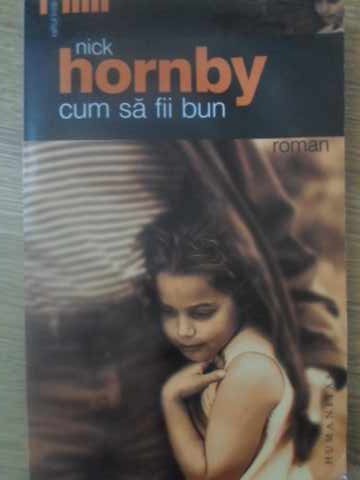 nick
hornby
cum să fii bun
roman
HUMANITAS